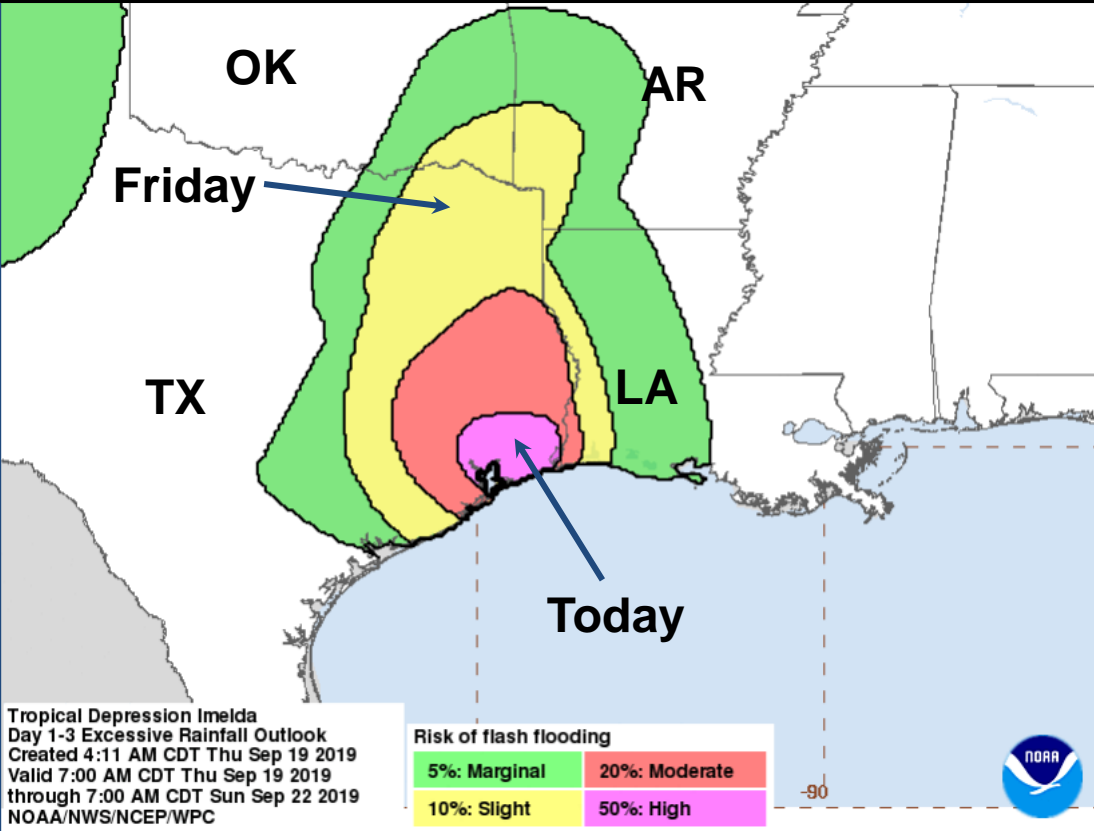 OK
AR
Friday
TX
LA
Today
Tropical Depression Imelda
Day 1-3 Excessive Rainfall Outlook
Created 4:11 AM CDT Thu Sep 19 2019
Valid 7:00 AM CDT Thu Sep 19 2019
through 7:00 AM CDT Sun Sep 22 2019
NOAA/NWS/NCEP/WPC
Risk of flash flooding
5%: Marginal
20%: Moderate
10%: Slight
50%: High
-90
NOAA